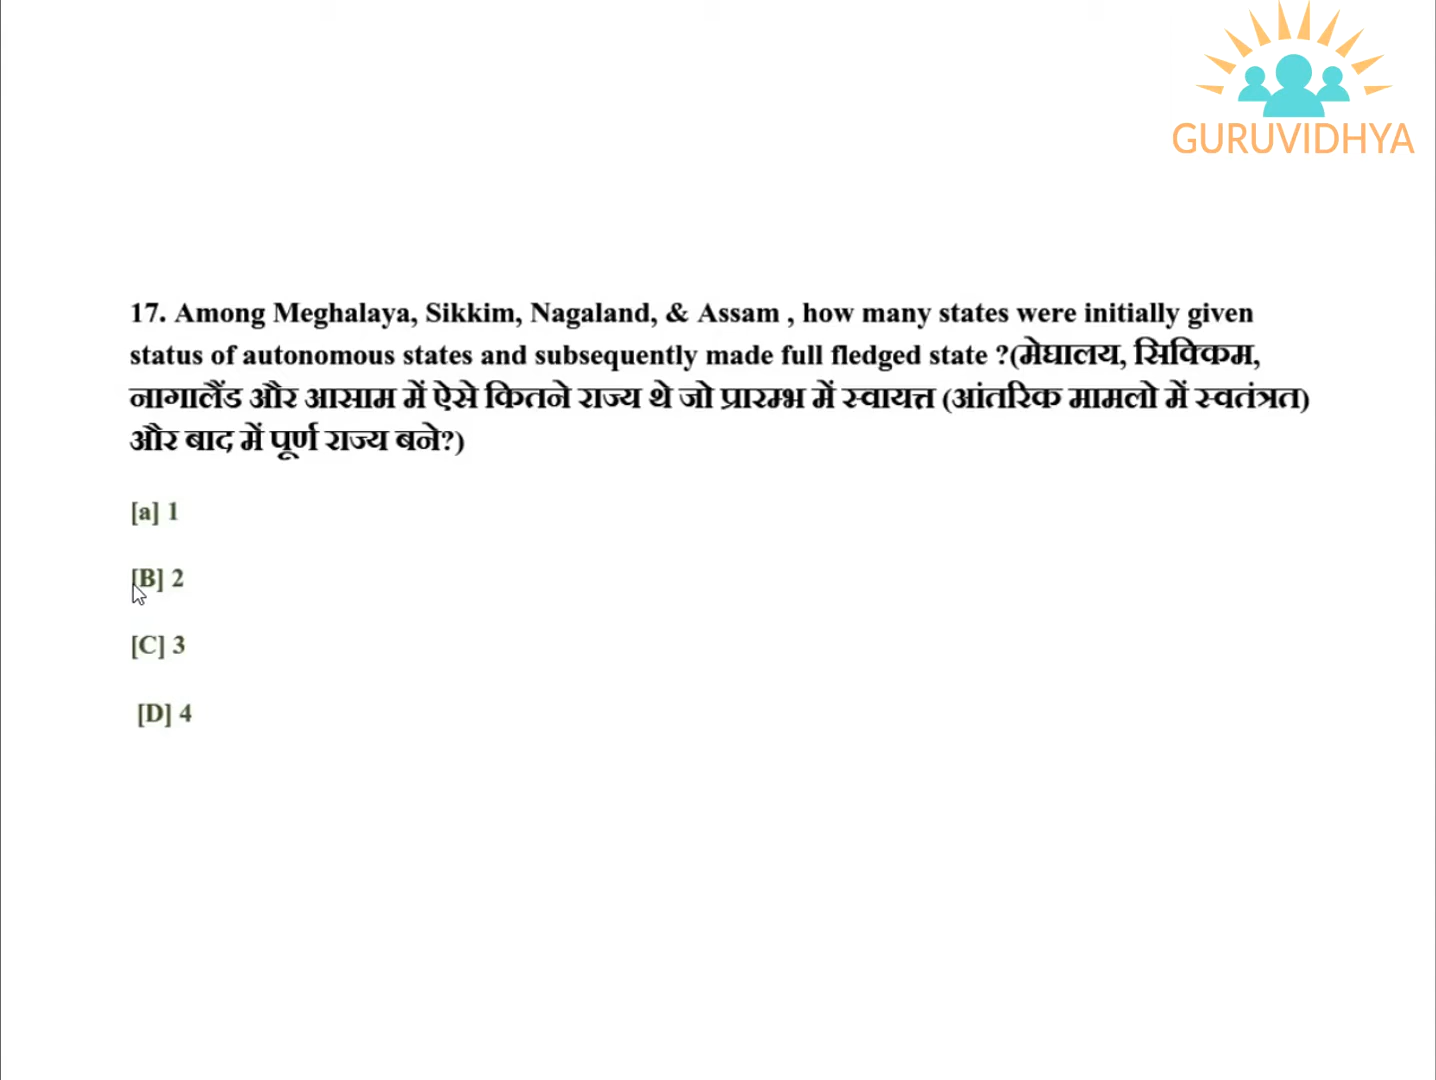 GURUVIDHYA
17. Among Meghalaya, Sikkim, Nagaland, & Assam , how many states were initially given
status of autonomous states and subsequently made full fledged state ?(मेघालय, सिक्किम,
नागालैंड और आसाम में ऐसे कितने राज्य थे जो प्रारम्भ में स्वायत्त (आंतरिक मामलो में स्वतंत्रत)
और बाद में पूर्ण राज्य बने?)
[a] 1
[B] 2
[C] 3
[D] 4